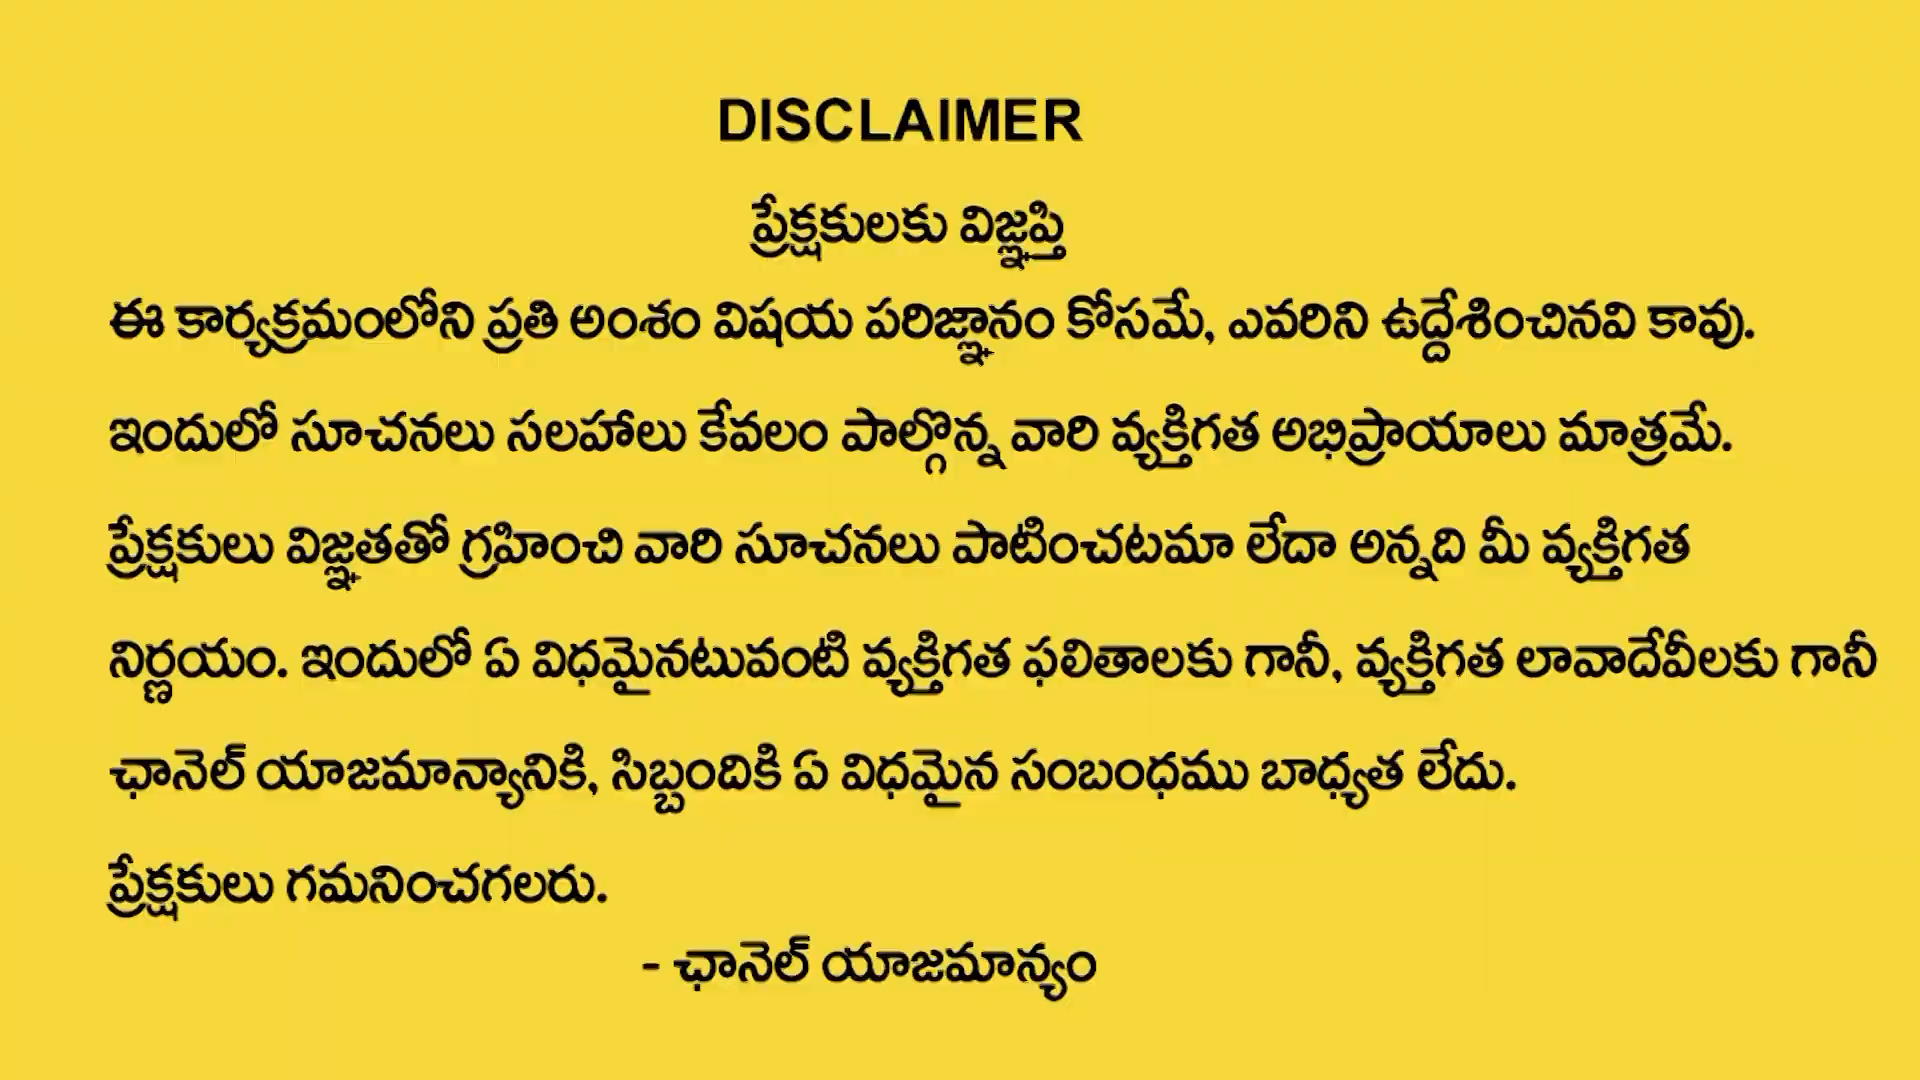 DISCLAIMER
ప్రేక్షకులకు విజ్ఞప్తి
ఈ కార్యక్రమంలోని ప్రతి అంశం విషయ పరిజ్ఞానం కోసమే, ఎవరిని ఉద్దేశించినవి కావు.
ఇందులో సూచనలు సలహాలు కేవలం పాల్గొన్న వారి వ్యక్తిగత అభిప్రాయాలు మాత్రమే.
ప్రేక్షకులు విజ్ఞతతో గ్రహించి వారి సూచనలు పాటించటమా లేదా అన్నది మీ వ్యక్తిగత
నిర్ణయం. ఇందులో ఏ విధమైనటువంటి వ్యక్తిగత ఫలితాలకు గానీ, వ్యక్తిగత లావాదేవీలకు గానీ
ఛానెల్ యాజమాన్యానికి, సిబ్బందికి ఏ విధమైన సంబంధము బాధ్యత లేదు.
ప్రేక్షకులు గమనించగలరు.
- ఛానెల్ యాజమాన్యం